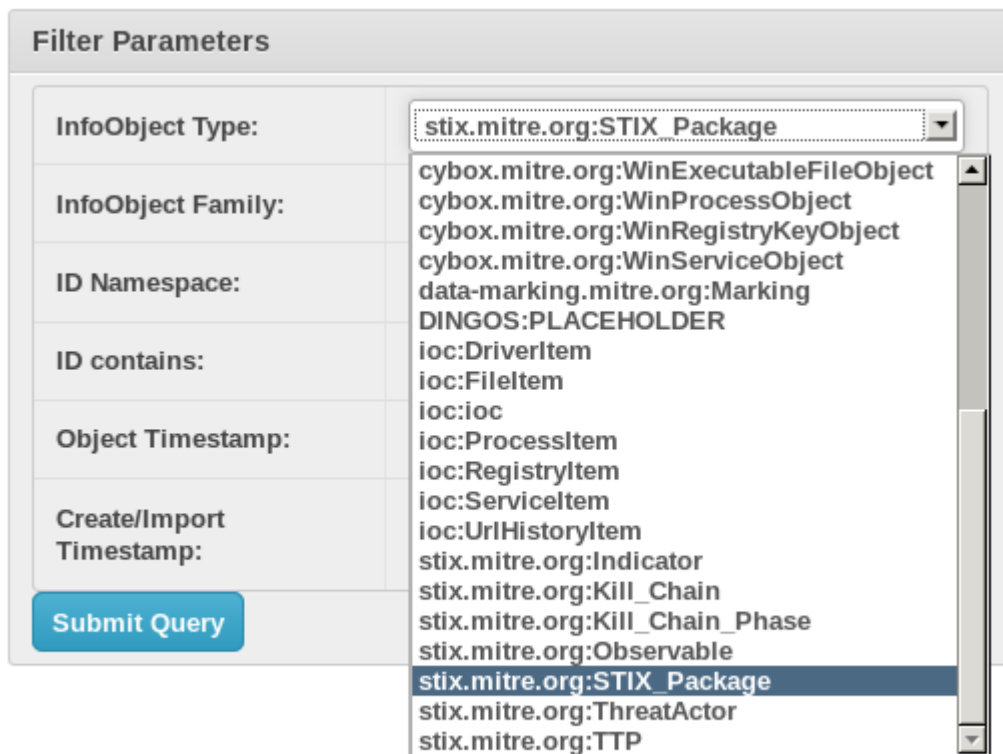 Filter Parameters
InfoObject Type:
stix.mitre.org:STIX_Package
cybox.mitre.org:WinExecutableFileObject
cybox.mitre.org:WinProcessObject
InfoObject Family:
cybox.mitre.org:WinRegistryKeyObject
cybox.mitre.org:WinServiceObject
ID Namespace:
data-marking.mitre.org:Marking
DINGOS:PLACEHOLDER
ioc:DriverItem
ID contains:
ioc:FileItem
ioc:ioc
Object Timestamp:
ioc:ProcessItem
ioc:RegistryItem
ioc:ServiceItem
Create/Import
Timestamp:
ioc:UrlHistoryItem
stix.mitre.org:Indicator
stix.mitre.org:Kill_Chain
Submit Query
stix.mitre.org:Kill_Chain_Phase
stix.mitre.org:Observable
stix.mitre.org:STIX_Package
stix.mitre.org:ThreatActor
stix.mitre.org:TTP